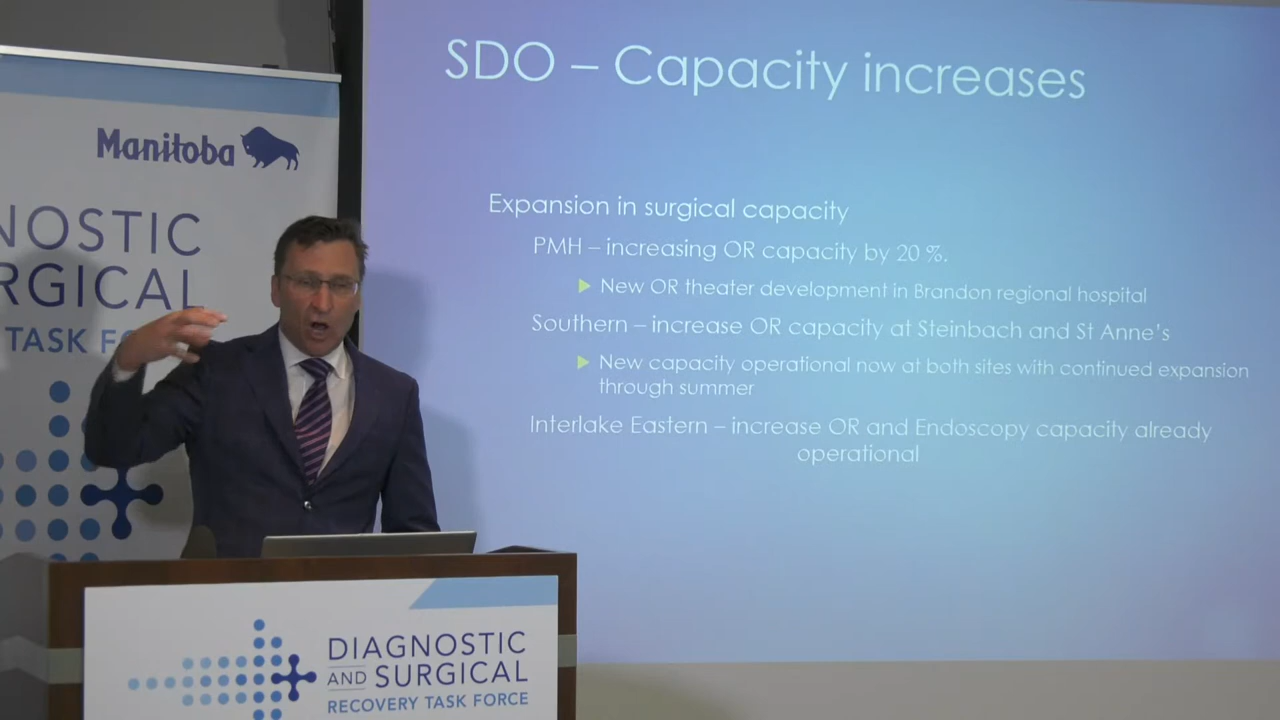 SDO – Capacity increases
Expansion in surgical capacity
PMH – increasing OR capacity by 20 %.
New OR theater development in Brandon regional hospital
Southern – increase OR capacity at Steinbach and St Anne's
New capacity operational now at both sites with continued expansion
through summer
Interlake Eastern – increase OR and Endoscopy capacity already
operational
Manitoba
NOSTIC
RGICAL
TASK F
DIAGNOSTIC
AND SURGICAL
RECOVERY TASK FORCE